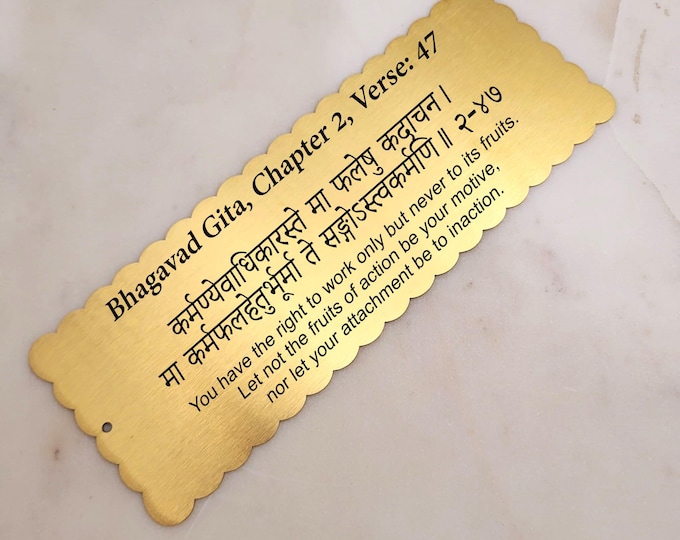 Bhagavad Gita, Chapter 2, Verse: 47
कर्मण्येवाधिकारस्ते मा फलेषु कदाचन।
मा कर्मफलहेतुर्भूर्मा ते सङ्गोऽस्त्वकर्मणि॥ २-४७
You have the right to work only but never to its fruits.
Let not the fruits of action be your motive,
nor let your attachment be to inaction.